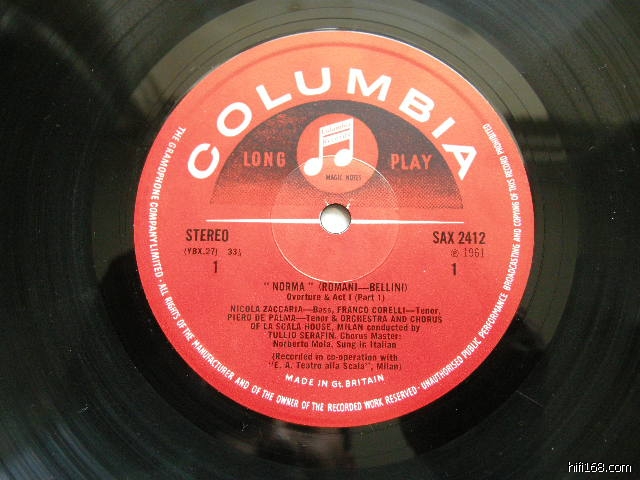 COLUMBIA
LONG PLAY
Columbia
Records
MAGIC NOTES
STEREO
SAX 2412
(YBX.27) 33⅓
℗ 1961
1
1
" NORMA " (ROMANI—BELLINI)
Overture & Act I (Part 1)
NICOLA ZACCARIA—Bass, FRANCO CORELLI—Tenor,
PIERO DE PALMA—Tenor & ORCHESTRA AND CHORUS
OF LA SCALA HOUSE, MILAN conducted by
TULLIO SERAFIN. Chorus Master:
Norberto Mola, Sung in Italian
(Recorded in co-operation with
"E. A. Teatro alla Scala", Milan)
MADE IN Gt. BRITAIN
THE GRAMOPHONE COMPANY LIMITED - ALL RIGHTS OF THE MANUFACTURER AND OF THE OWNER OF THE RECORDED WORK RESERVED - UNAUTHORISED PUBLIC PERFORMANCE BROADCASTING AND COPYING OF THIS RECORD PROHIBITED
hifi168.com